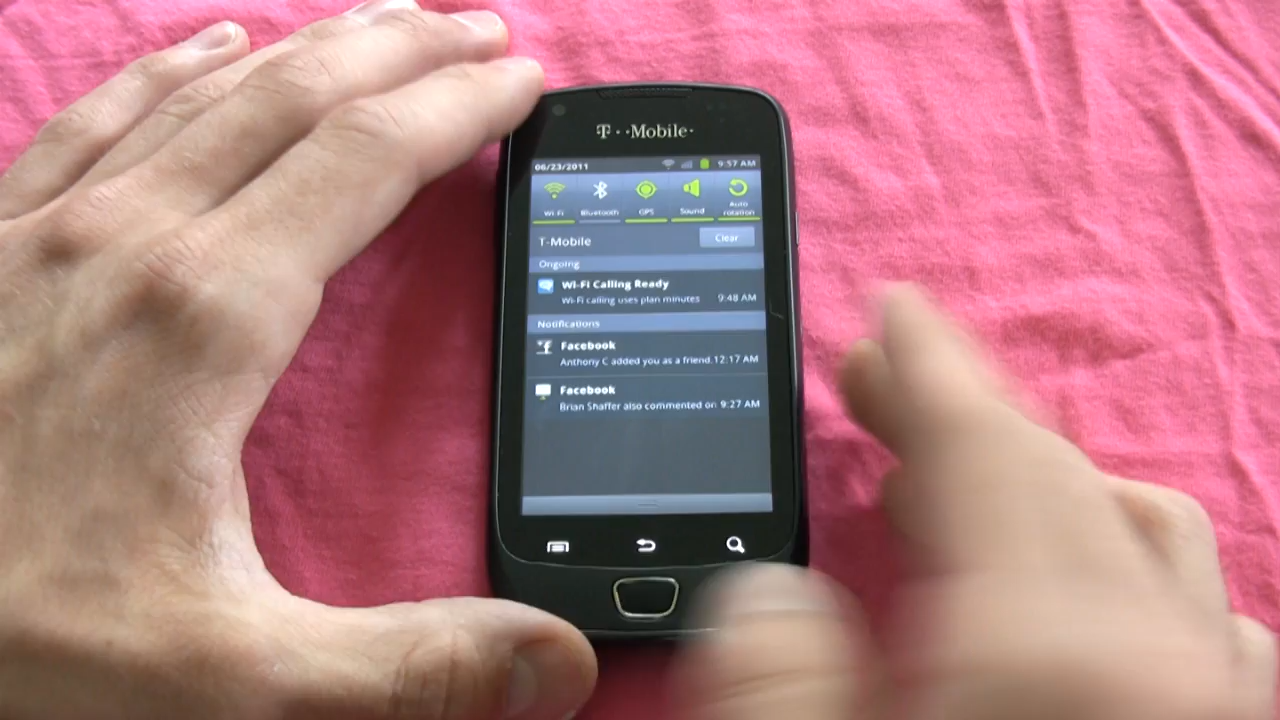 T··Mobile·
06/23/2011 9:57 AM
Wi-Fi Bluetooth GPS Sound Auto rotation
T-Mobile Clear
Ongoing
Wi-Fi Calling Ready
Wi-Fi calling uses plan minutes 9:48 AM
Notifications
Facebook
Anthony C added you as a friend. 12:17 AM
Facebook
Brian Shaffer also commented on 9:27 AM